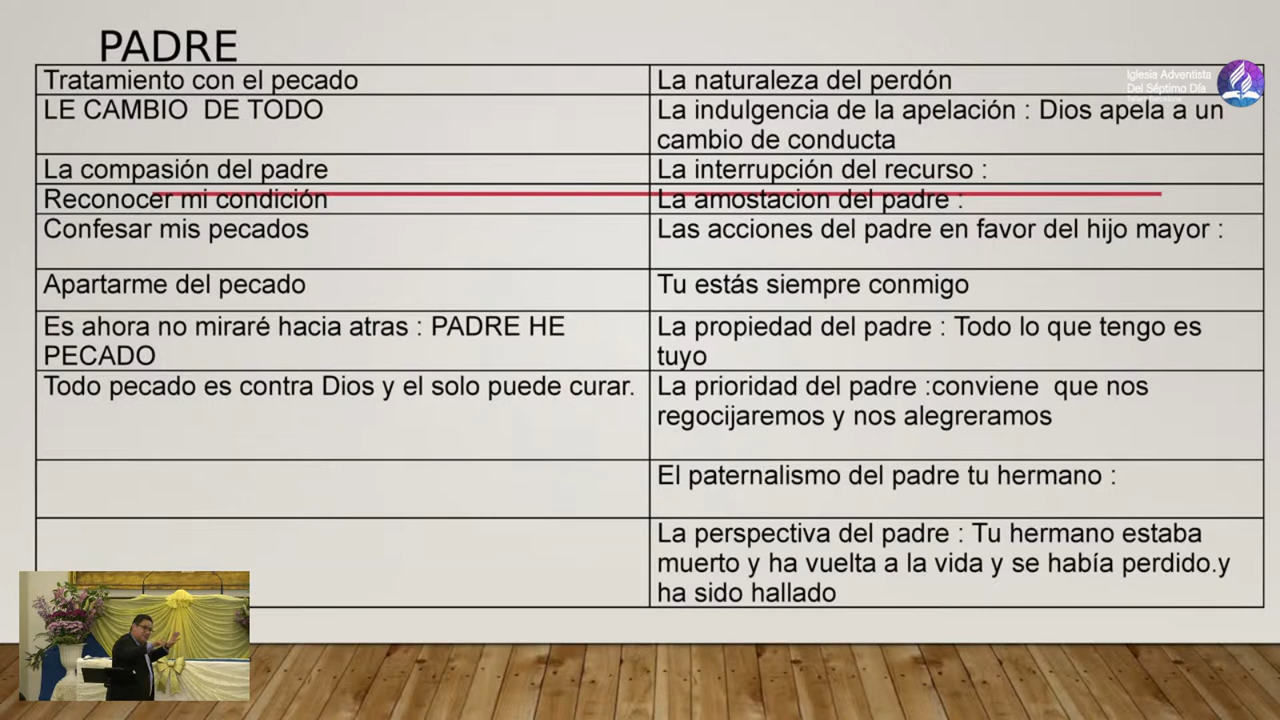 PADRE
Tratamiento con el pecado
La naturaleza del perdón
LE CAMBIO DE TODO
La indulgencia de la apelación : Dios apela a un
cambio de conducta
La compasión del padre
La interrupción del recurso :
Reconocer mi condición
La amostacion del padre :
Confesar mis pecados
Las acciones del padre en favor del hijo mayor :
Apartarme del pecado
Tu estás siempre conmigo
Es ahora no miraré hacia atras : PADRE HE
PECADO
La propiedad del padre : Todo lo que tengo es
tuyo
Todo pecado es contra Dios y el solo puede curar.
La prioridad del padre :conviene que nos
regocijaremos y nos alegreramos
El paternalismo del padre tu hermano :
La perspectiva del padre : Tu hermano estaba
muerto y ha vuelta a la vida y se había perdido.y
ha sido hallado
Iglesia Adventista
Del Séptimo Día